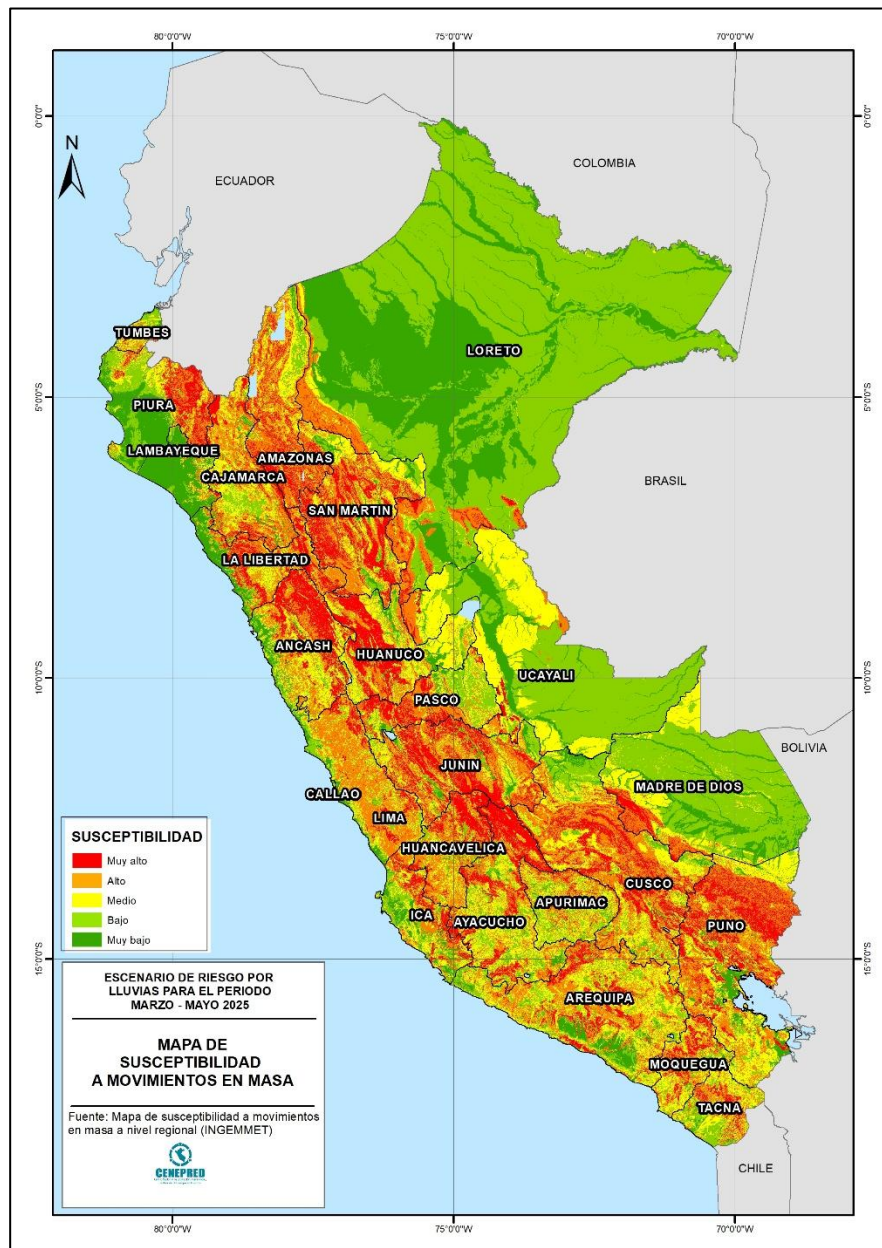 80°0'0"W
75°0'0"W
70°0'0"W
0°0'0"
0°0'0"
N
COLOMBIA
ECUADOR
TUMBES
LORETO
5°0'0"S
5°0'0"S
PIURA
LAMBAYEQUE
AMAZONAS
CAJAMARCA
BRASIL
SAN MARTIN
LA LIBERTAD
ANCASH
HUANUCO
UCAYALI
10°0'0"S
10°0'0"S
PASCO
BOLIVIA
JUNIN
MADRE DE DIOS
CALLAO
LIMA
HUANCAVELICA
CUSCO
APURIMAC
ICA
AYACUCHO
PUNO
15°0'0"S
15°0'0"S
AREQUIPA
MOQUEGUA
TACNA
CHILE
SUSCEPTIBILIDAD
Muy alto
Alto
Medio
Bajo
Muy bajo
ESCENARIO DE RIESGO POR
LLUVIAS PARA EL PERIODO
MARZO - MAYO 2025
MAPA DE
SUSCEPTIBILIDAD
A MOVIMIENTOS EN MASA
Fuente: Mapa de susceptibilidad a movimientos
en masa a nivel regional (INGEMMET)
CENEPRED
80°0'0"W
75°0'0"W
70°0'0"W